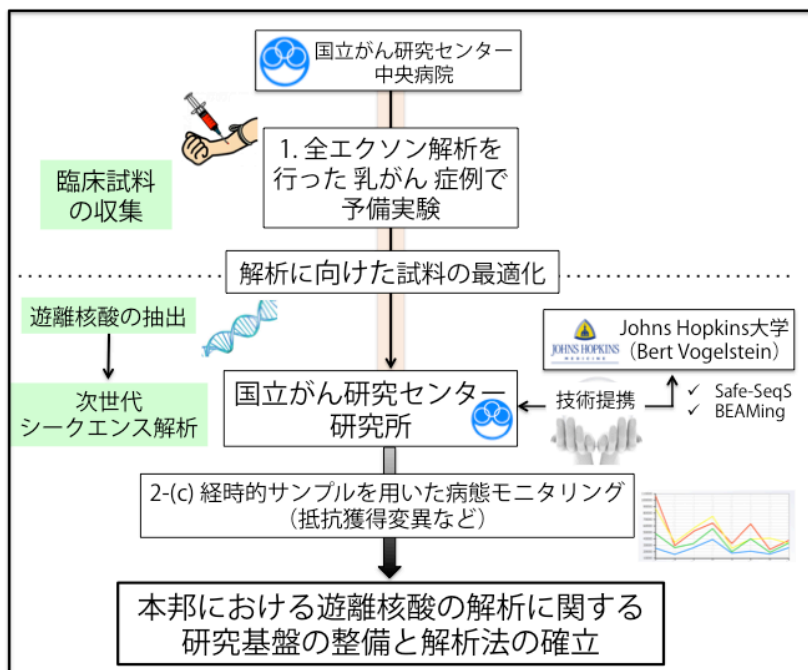 国立がん研究センター
中央病院
1. 全エクソン解析を
行った 乳がん 症例で
予備実験
臨床試料
の収集
解析に向けた試料の最適化
遊離核酸の抽出
次世代
シークエンス解析
国立がん研究センター
研究所
技術提携
JOHNS HOPKINS
MEDICINE
Johns Hopkins大学
（Bert Vogelstein）
✓ Safe-SeqS
✓ BEAMing
2-(c) 経時的サンプルを用いた病態モニタリング
（抵抗獲得変異など）
本邦における遊離核酸の解析に関する
研究基盤の整備と解析法の確立